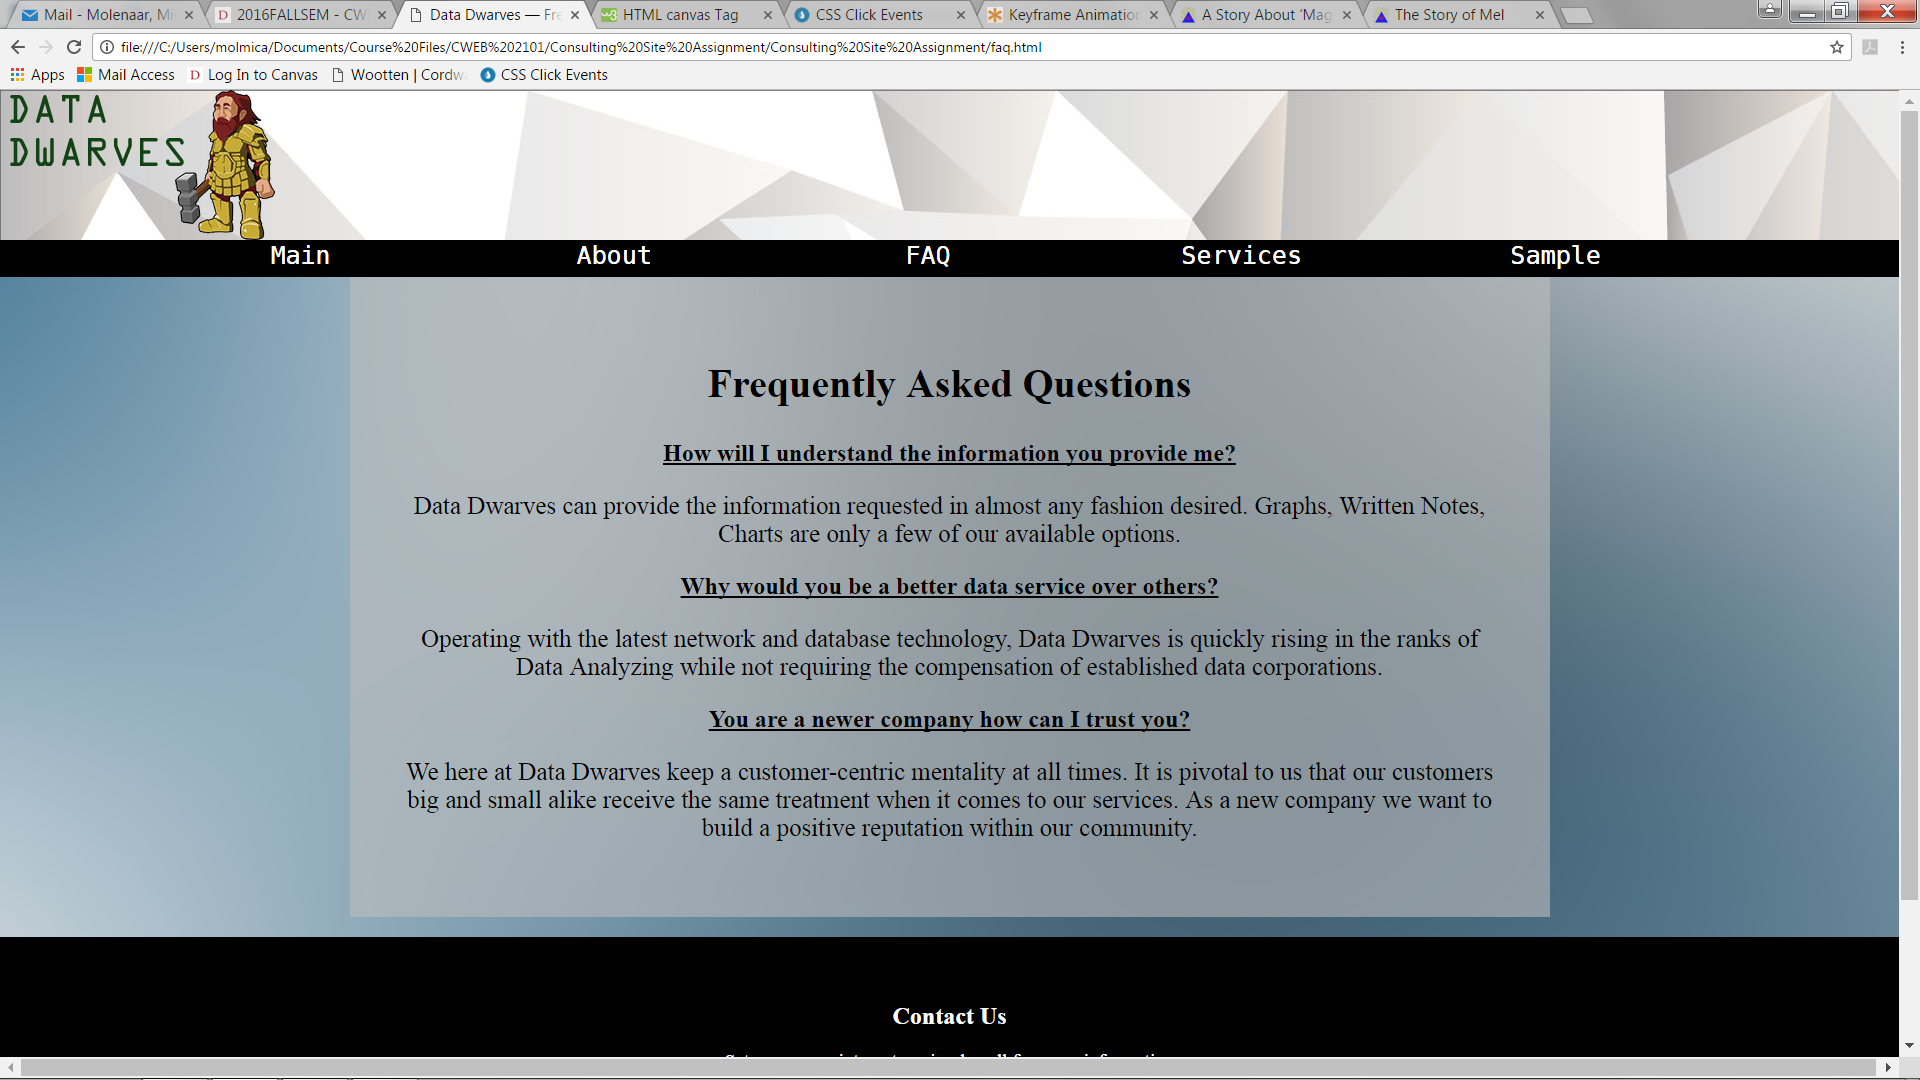 Mail - Molenaar, Mi
2016FALLSEM - CW
Data Dwarves — Fre
HTML canvas Tag
CSS Click Events
Keyframe Animation
A Story About 'Mag
The Story of Mel
file:///C:/Users/molmica/Documents/Course%20Files/CWEB%202101/Consulting%20Site%20Assignment/Consulting%20Site%20Assignment/faq.html
Apps Mail Access Log In to Canvas Wootten | Cordw CSS Click Events
DATA
DWARVES
Main About FAQ Services Sample
Frequently Asked Questions
How will I understand the information you provide me?
Data Dwarves can provide the information requested in almost any fashion desired. Graphs, Written Notes,
Charts are only a few of our available options.
Why would you be a better data service over others?
Operating with the latest network and database technology, Data Dwarves is quickly rising in the ranks of
Data Analyzing while not requiring the compensation of established data corporations.
You are a newer company how can I trust you?
We here at Data Dwarves keep a customer-centric mentality at all times. It is pivotal to us that our customers
big and small alike receive the same treatment when it comes to our services. As a new company we want to
build a positive reputation within our community.
Contact Us